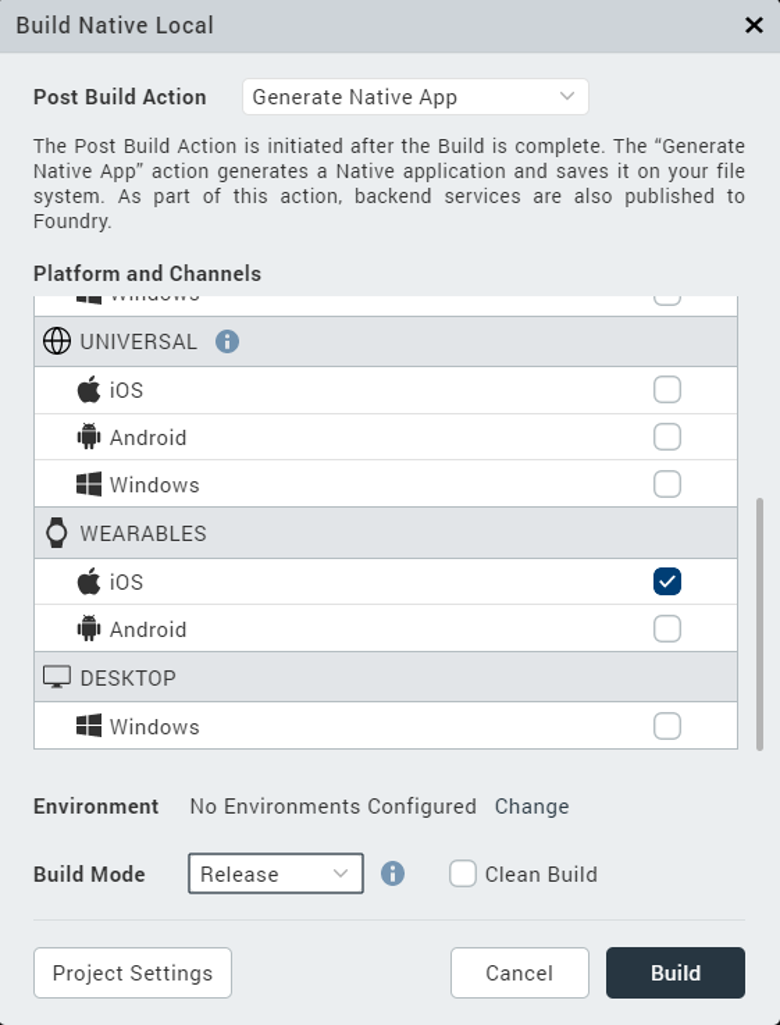 Build Native Local
Post Build Action Generate Native App
The Post Build Action is initiated after the Build is complete. The “Generate
Native App” action generates a Native application and saves it on your file
system. As part of this action, backend services are also published to
Foundry.
Platform and Channels
Windows
UNIVERSAL
iOS
Android
Windows
WEARABLES
iOS
Android
DESKTOP
Windows
Environment No Environments Configured Change
Build Mode Release Clean Build
Project Settings Cancel Build